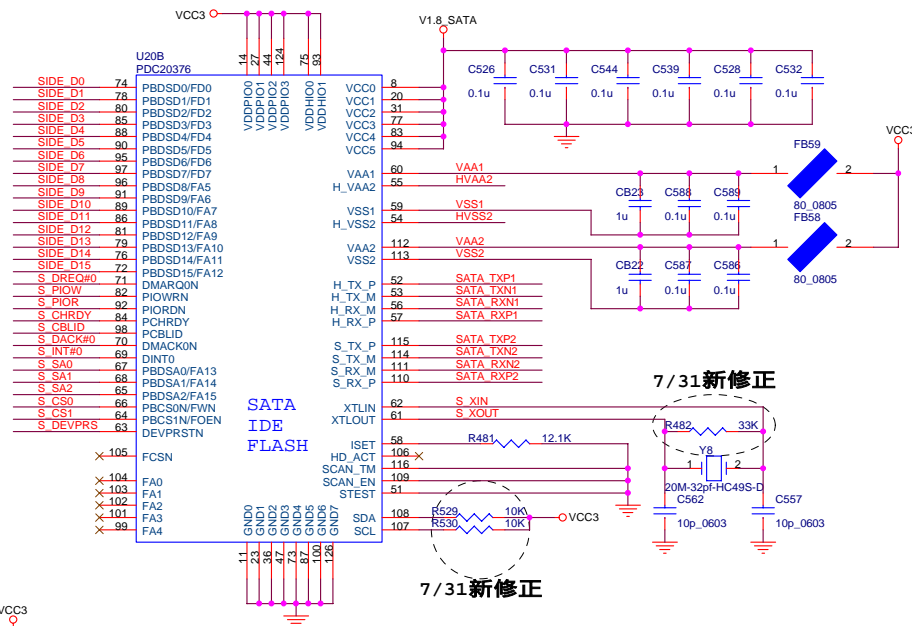 VCC3
V1.8_SATA
U20B
PDC20376
14 27 44 124 75 93
VDDPIO0 VDDPIO1 VDDPIO2 VDDPIO3 VDDHIO0 VDDHIO1
SIDE_D0 74 PBDSD0/FD0
SIDE_D1 78 PBDSD1/FD1
SIDE_D2 80 PBDSD2/FD2
SIDE_D3 85 PBDSD3/FD3
SIDE_D4 88 PBDSD4/FD4
SIDE_D5 90 PBDSD5/FD5
SIDE_D6 95 PBDSD6/FD6
SIDE_D7 97 PBDSD7/FD7
SIDE_D8 96 PBDSD8/FA5
SIDE_D9 91 PBDSD9/FA6
SIDE_D10 89 PBDSD10/FA7
SIDE_D11 86 PBDSD11/FA8
SIDE_D12 81 PBDSD12/FA9
SIDE_D13 79 PBDSD13/FA10
SIDE_D14 76 PBDSD14/FA11
SIDE_D15 72 PBDSD15/FA12
S_DREQ#0 71 DMARQ0N
S_PIOW 82 PIOWRN
S_PIOR 92 PIORDN
S_CHRDY 84 PCHRDY
S_CBLID 98 PCBLID
S_DACK#0 70 DMACK0N
S_INT#0 69 DINT0
S_SA0 67 PBDSA0/FA13
S_SA1 68 PBDSA1/FA14
S_SA2 65 PBDSA2/FA15
S_CS0 66 PBCS0N/FWN
S_CS1 64 PBCS1N/FOEN
S_DEVPRS 63 DEVPRSTN
105 FCSN
104 FA0
103 FA1
102 FA2
101 FA3
99 FA4
SATA
IDE
FLASH
GND0 GND1 GND2 GND3 GND4 GND5 GND6 GND7
11 23 36 47 73 87 100 126
VCC0 8
VCC1 20
VCC2 31
VCC3 77
VCC4 83
VCC5 94
VAA1 60 VAA1
H_VAA2 55 HVAA2
VSS1 59 VSS1
H_VSS2 54 HVSS2
VAA2 112 VAA2
VSS2 113 VSS2
H_TX_P 52 SATA_TXP1
H_TX_M 53 SATA_TXN1
H_RX_M 56 SATA_RXN1
H_RX_P 57 SATA_RXP1
S_TX_P 115 SATA_TXP2
S_TX_M 114 SATA_TXN2
S_RX_M 111 SATA_RXN2
S_RX_P 110 SATA_RXP2
XTLIN 62 S_XIN
XTLOUT 61 S_XOUT
ISET 58 R481 12.1K
HD_ACT 106
SCAN_TM 116
SCAN_EN 109
STEST 51
SDA 108 R529 10K
SCL 107 R530 10K
VCC3
7/31新修正
C526 0.1u
C531 0.1u
C544 0.1u
C539 0.1u
C528 0.1u
C532 0.1u
VCC3
FB59
1 2
80_0805
CB23 1u
C588 0.1u
C589 0.1u
FB58
1 2
80_0805
CB22 1u
C587 0.1u
C586 0.1u
7/31新修正
R482 33K
Y8
1 2
20M-32pf-HC49S-D
C562
10p_0603
C557
10p_0603
VCC3